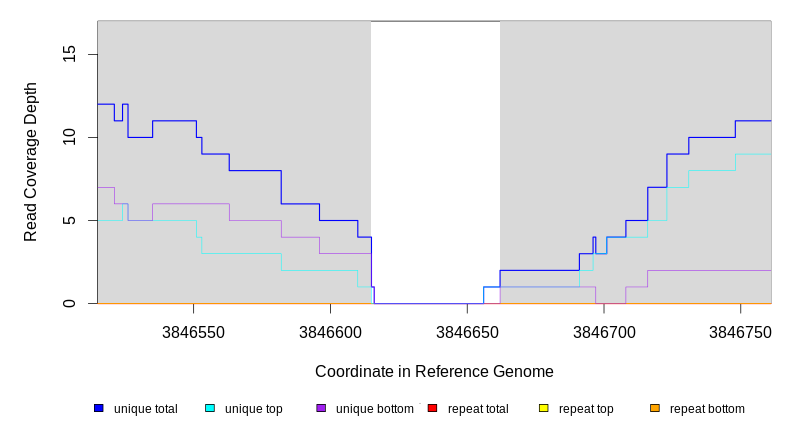 15
10
5
0
Read Coverage Depth
3846550 3846600 3846650 3846700 3846750
Coordinate in Reference Genome
unique total unique top unique bottom repeat total repeat top repeat bottom